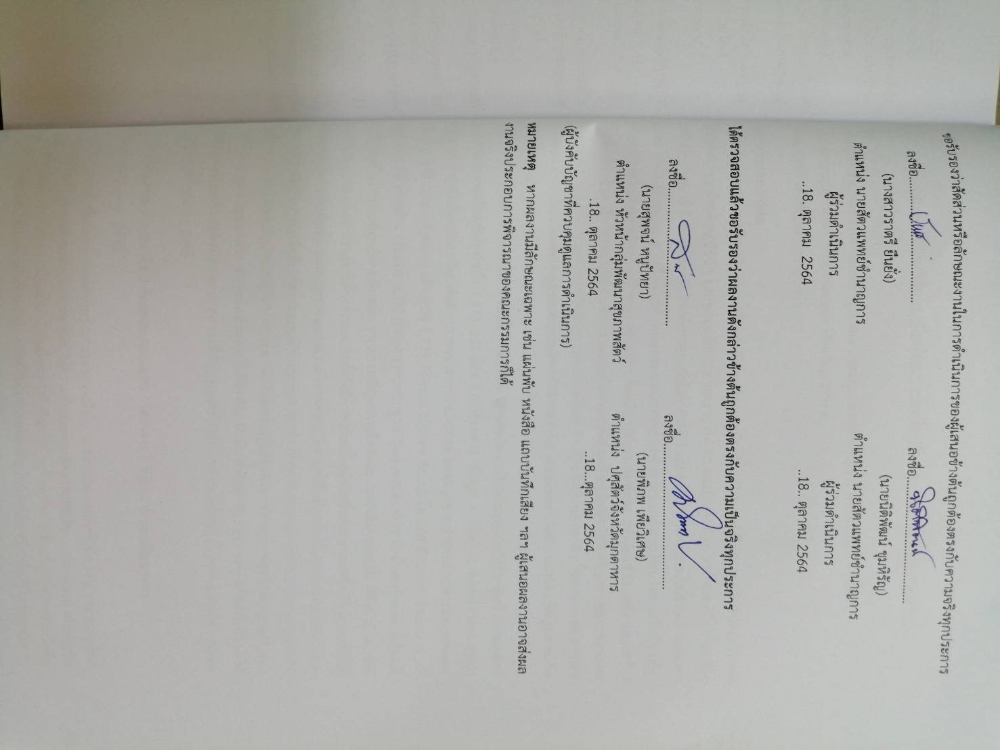 ขอรับรองว่าสัดส่วนหรือลักษณะงานในการดำเนินการของผู้เสนอข้างต้นถูกต้องตรงกับความจริงทุกประการ
ลงชื่อ.................................... ลงชื่อ....................................
(นางสาวราตรี ยืนยั่ง) (นายนิติพัฒน์ ขุมหิรัญ)
ตำแหน่ง นายสัตวแพทย์ชำนาญการ ตำแหน่ง นายสัตวแพทย์ชำนาญการ
ผู้ร่วมดำเนินการ ผู้ร่วมดำเนินการ
..18. ตุลาคม 2564 ..18.. ตุลาคม 2564
ได้ตรวจสอบแล้วขอรับรองว่าผลงานดังกล่าวข้างต้นถูกต้องตรงกับความเป็นจริงทุกประการ
ลงชื่อ.................................... ลงชื่อ....................................
(นายสุพจน์ หนูปัทยา) (นายพิภพ เพียวิเศษ)
ตำแหน่ง หัวหน้ากลุ่มพัฒนาสุขภาพสัตว์ ตำแหน่ง ปศุสัตว์จังหวัดมุกดาหาร
.18.. ตุลาคม 2564 ..18...ตุลาคม 2564
(ผู้บังคับบัญชาที่ควบคุมดูแลการดำเนินการ)
หมายเหตุ หากผลงานมีลักษณะเฉพาะ เช่น แผ่นพับ หนังสือ แถบบันทึกเสียง ฯลฯ ผู้เสนอผลงานอาจส่งผล
งานจริงประกอบการพิจารณาของคณะกรรมการก็ได้